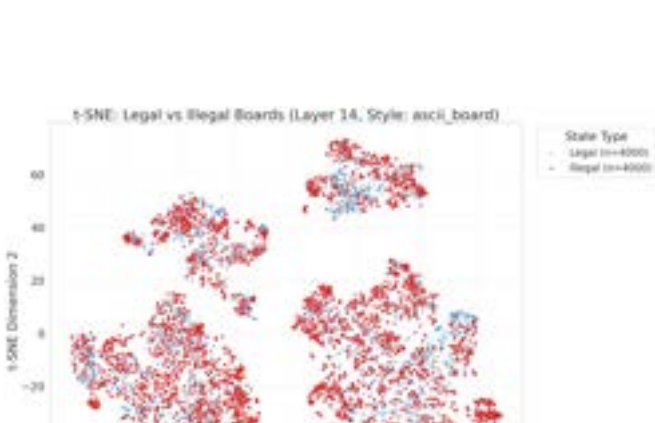 t-SNE: Legal vs Illegal Boards (Layer 14, Style: ascii_board)
State Type
Legal (n=4000)
Illegal (n=4000)
60
40
20
0
−20
t-SNE Dimension 2